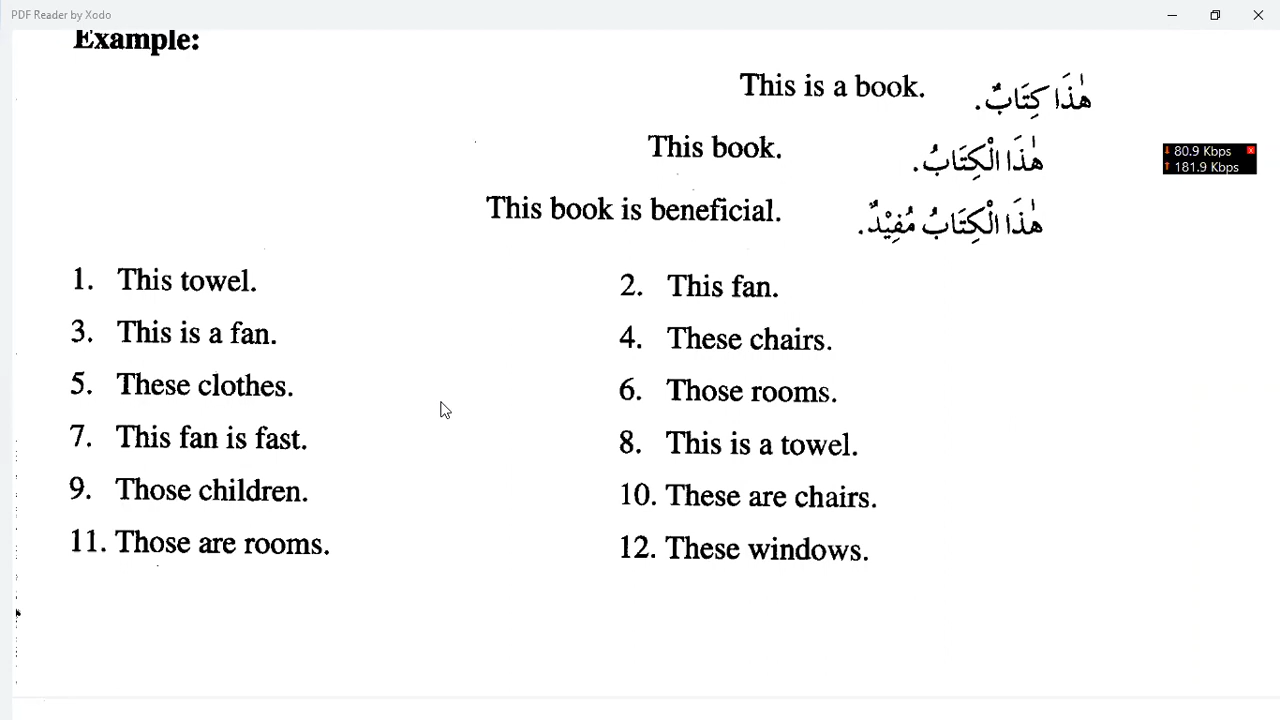 PDF Reader by Xodo
Example:
This is a book. هٰذَا كِتَابٌ.
This book. هٰذَا الْكِتَابُ.
This book is beneficial. هٰذَا الْكِتَابُ مُفِيْدٌ.
80.9 Kbps
181.9 Kbps
1. This towel. 2. This fan.
3. This is a fan. 4. These chairs.
5. These clothes. 6. Those rooms.
7. This fan is fast. 8. This is a towel.
9. Those children. 10. These are chairs.
11. Those are rooms. 12. These windows.